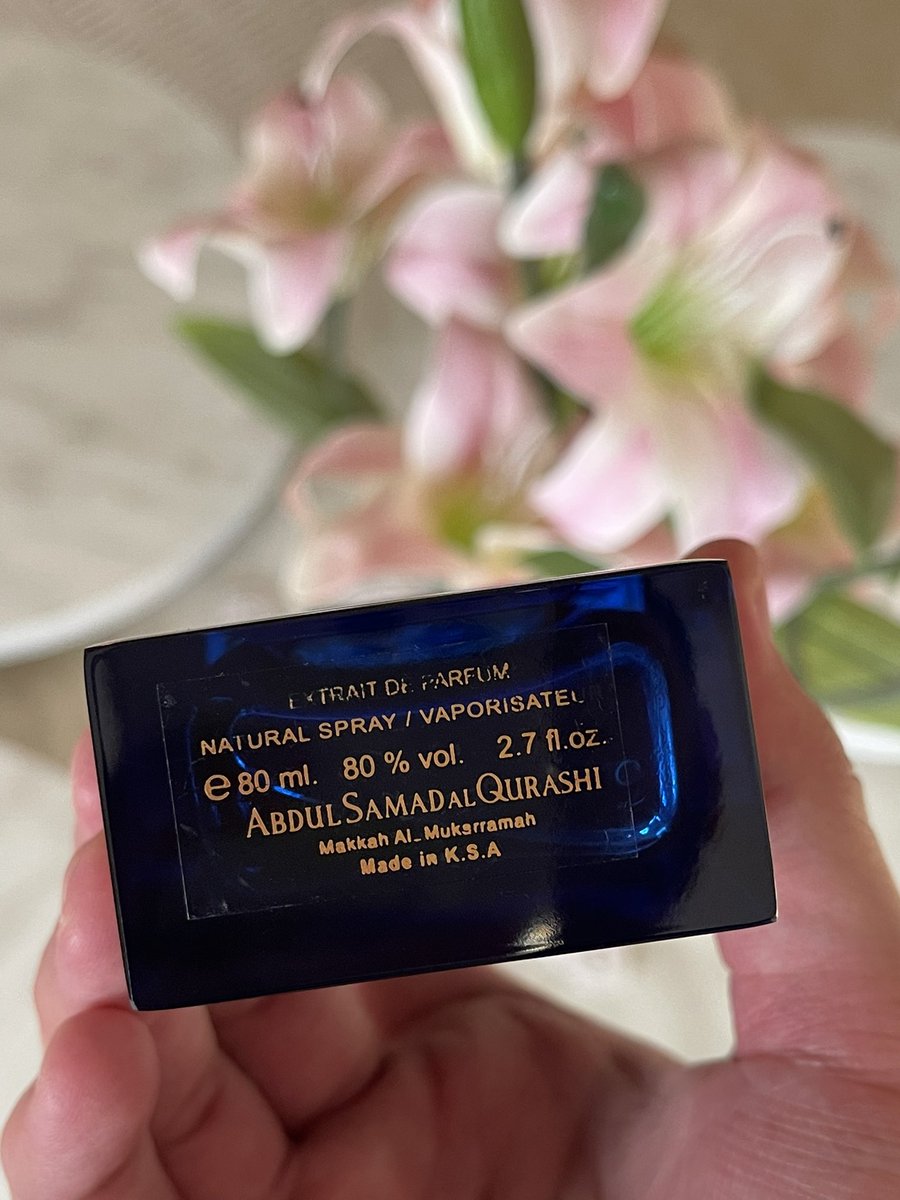 EXTRAIT DE PARFUM
NATURAL SPRAY / VAPORISATEU
e 80 ml. 80 % vol. 2.7 fl.oz.
ABDUL SAMAD AL QURASHI
Makkah Al_Mukarramah
Made in K.S.A